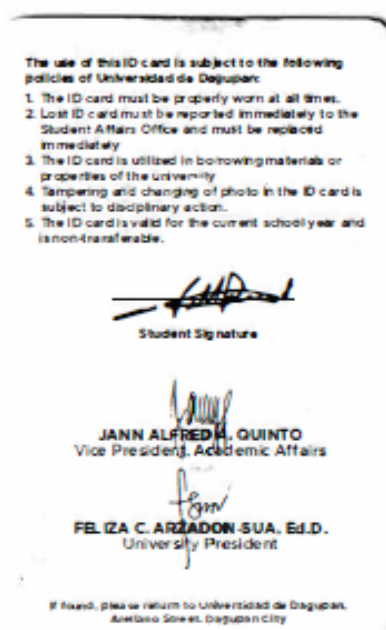 The use of this ID card is subject to the following
policies of Universidad de Dagupan:
1. The ID card must be properly worn at all times.
2. Lost ID card must be reported immediately to the
Student Affairs Office and must be replaced
immediately
3. The ID card is utilized in borrowing materials or
properties of the university
4. Tampering and changing of photo in the ID card is
subject to disciplinary action.
5. The ID card is valid for the current school year and
is non-transferable.
Student Signature
JANN ALFRED A. QUINTO
Vice President, Academic Affairs
FELIZA C. ARZADON-SUA, Ed.D.
University President
If found, please return to Universidad de Dagupan,
Arellano Street, Dagupan City